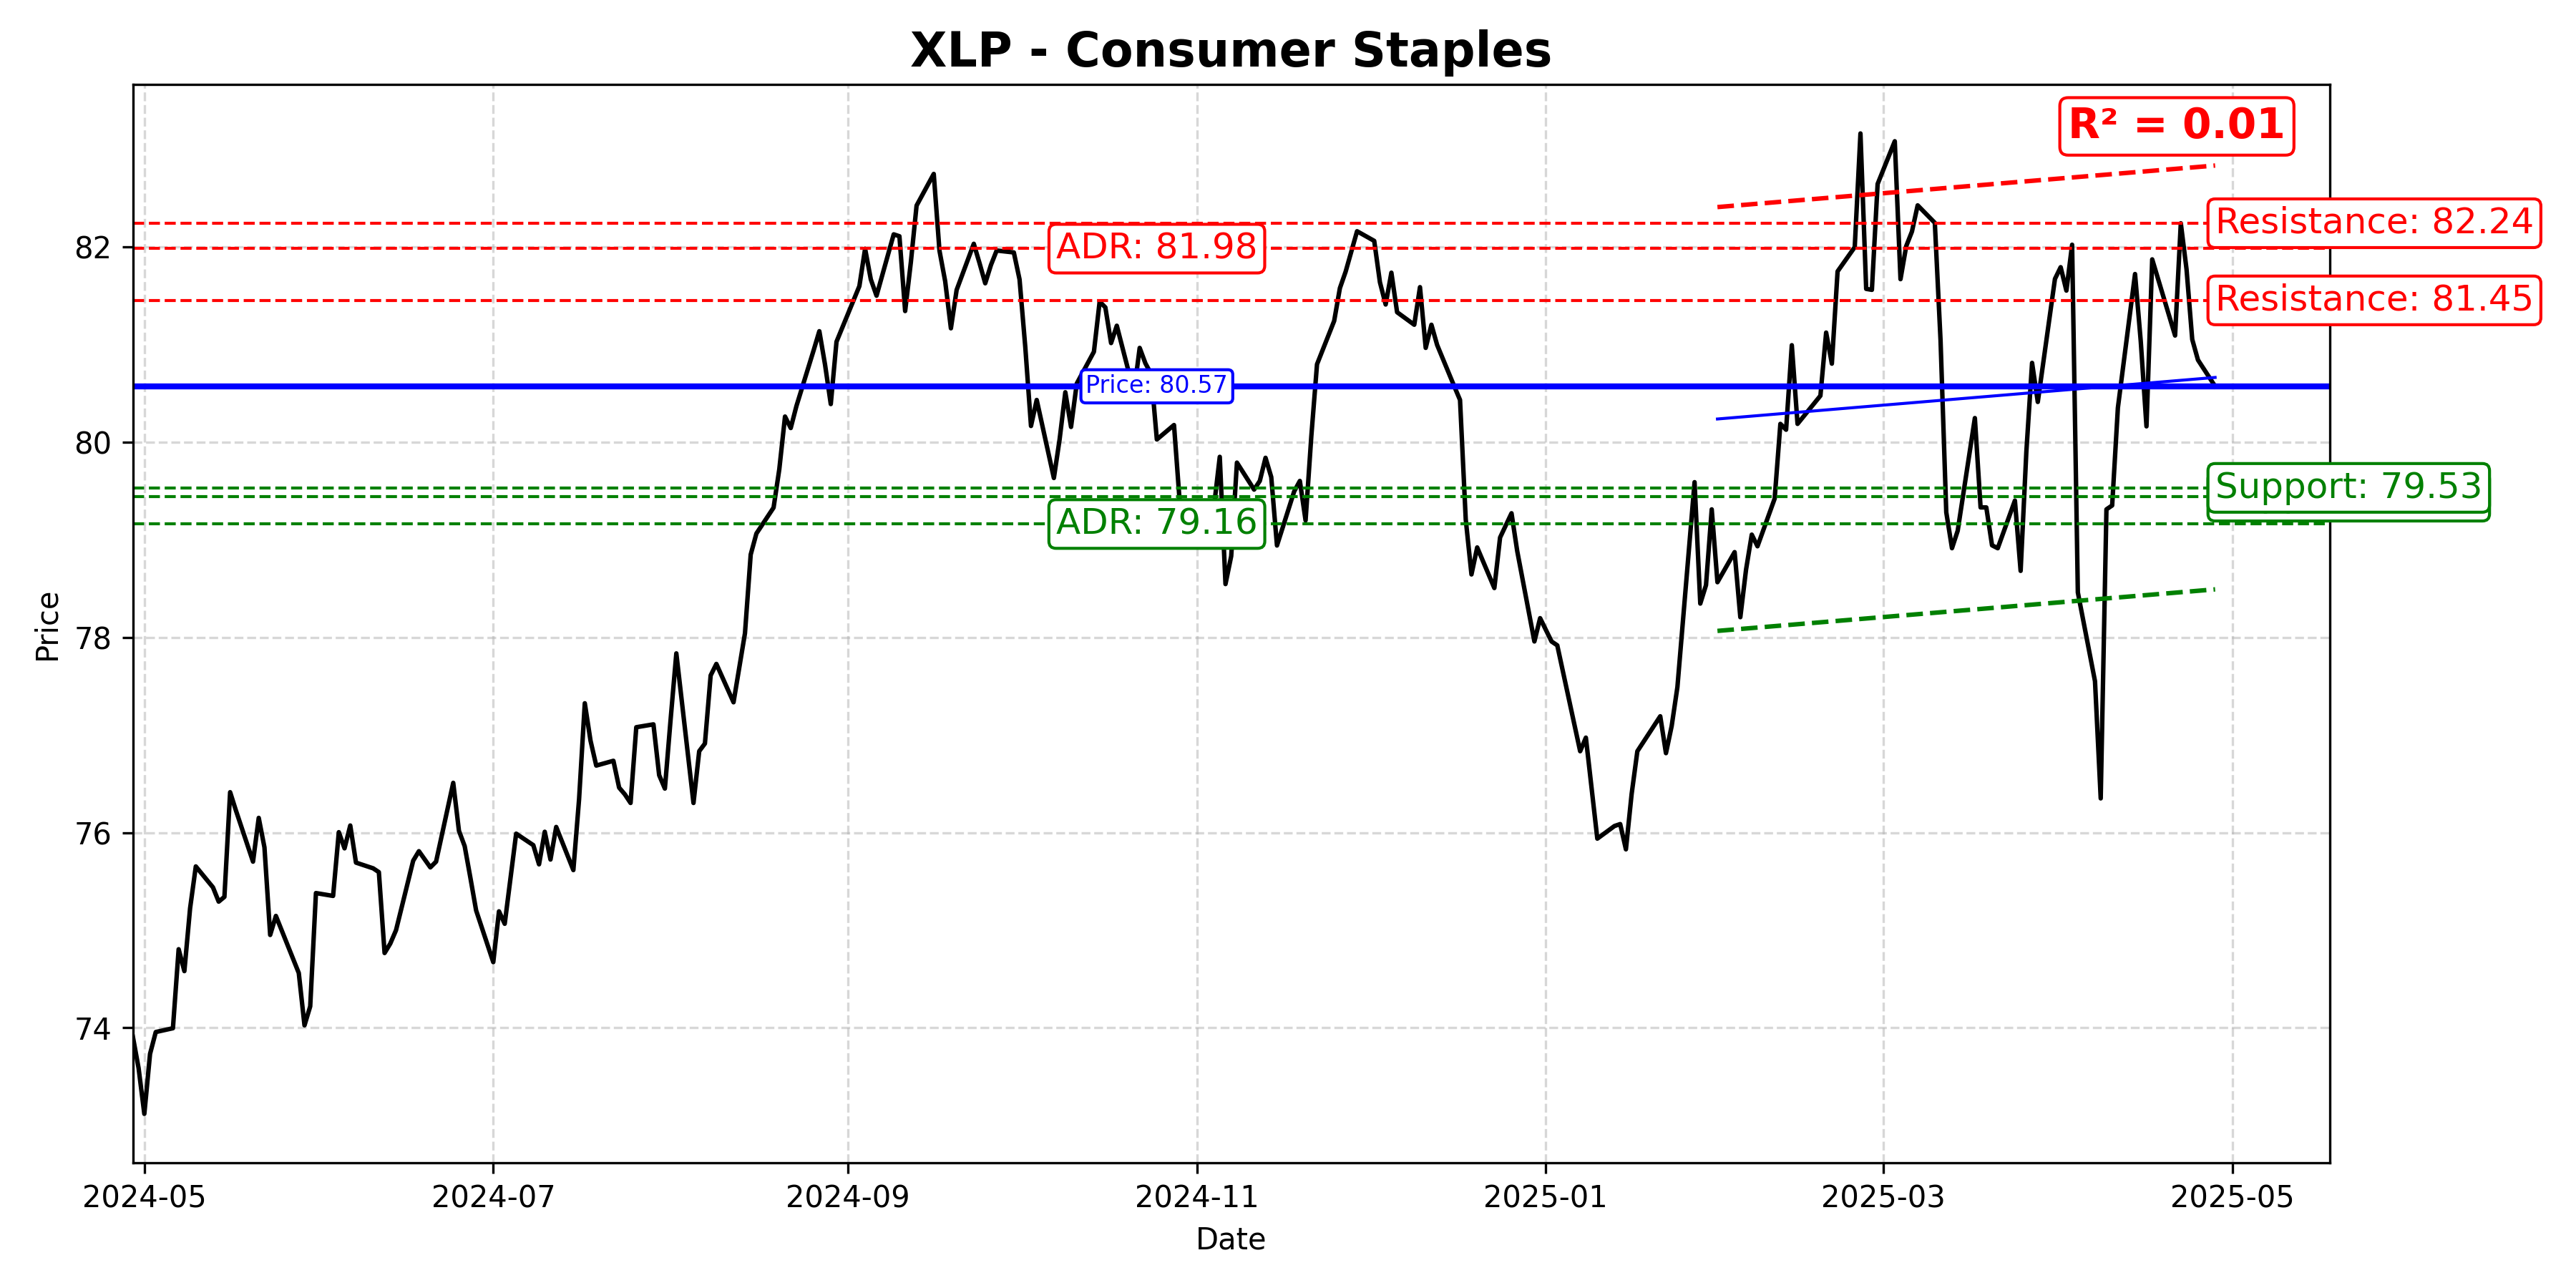 XLP - Consumer Staples
R² = 0.01
Resistance: 82.24
ADR: 81.98
Resistance: 81.45
Price: 80.57
Support: 79.53
ADR: 79.16
Price
82
80
78
76
74
2024-05 2024-07 2024-09 2024-11 2025-01 2025-03 2025-05
Date